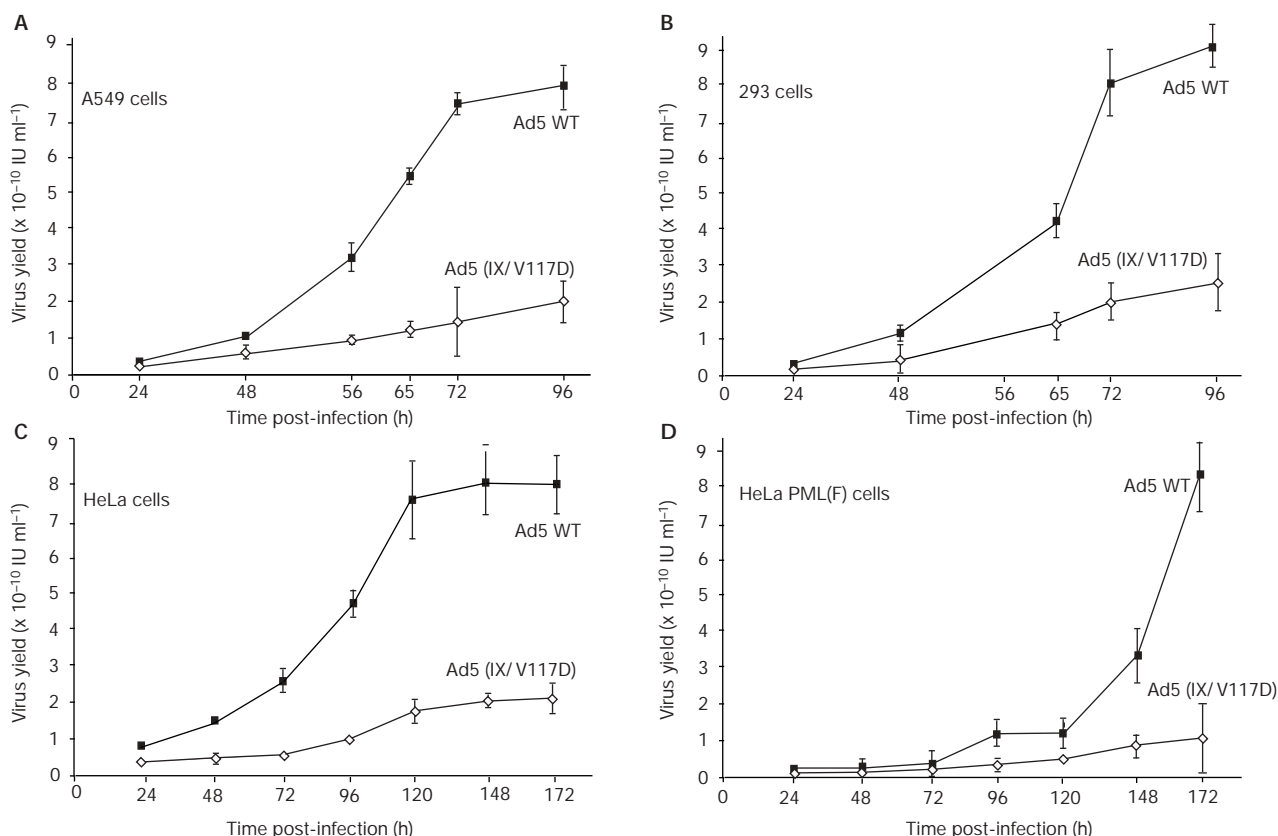 A
Virus yield (x 10⁻¹⁰ IU ml⁻¹)
9
8
7
6
5
4
3
2
1
0
A549 cells
Ad5 WT
Ad5 (IX/V117D)
0 24 48 56 65 72 96
Time post-infection (h)
B
Virus yield (x 10⁻¹⁰ IU ml⁻¹)
9
8
7
6
5
4
3
2
1
0
293 cells
Ad5 WT
Ad5 (IX/V117D)
0 24 48 56 65 72 96
Time post-infection (h)
C
Virus yield (x 10⁻¹⁰ IU ml⁻¹)
9
8
7
6
5
4
3
2
1
0
HeLa cells
Ad5 WT
Ad5 (IX/V117D)
24 48 72 96 120 148 172
Time post-infection (h)
D
Virus yield (x 10⁻¹⁰ IU ml⁻¹)
9
8
7
6
5
4
3
2
1
0
HeLa PML(F) cells
Ad5 WT
Ad5 (IX/V117D)
24 48 72 96 120 148 172
Time post-infection (h)